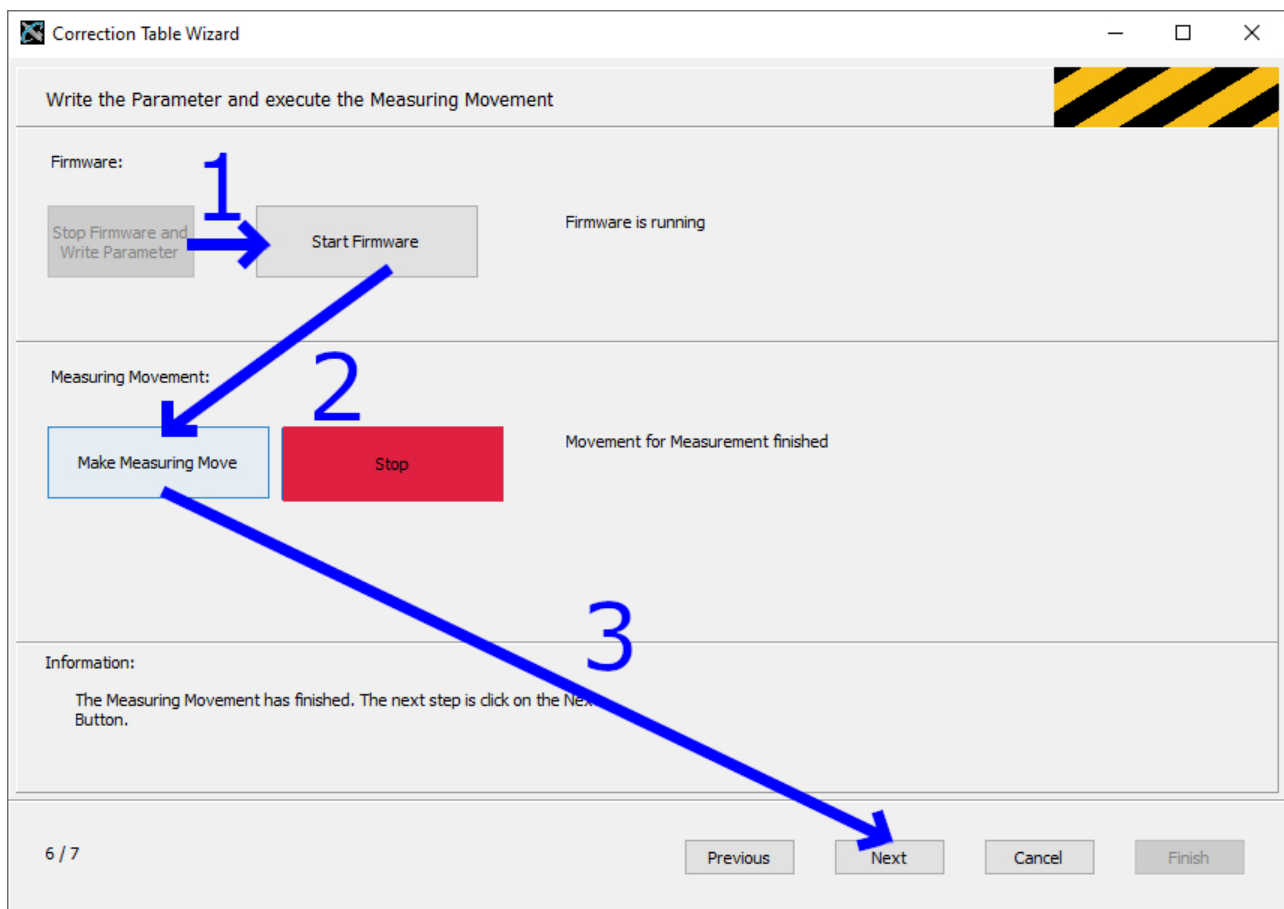 Correction Table Wizard
Write the Parameter and execute the Measuring Movement
Firmware:
1
Stop Firmware and
Write Parameter
Start Firmware
Firmware is running
2
Measuring Movement:
Make Measuring Move
Stop
Movement for Measurement finished
3
Information:
The Measuring Movement has finished. The next step is click on the Nex
Button.
6 / 7
Previous
Next
Cancel
Finish